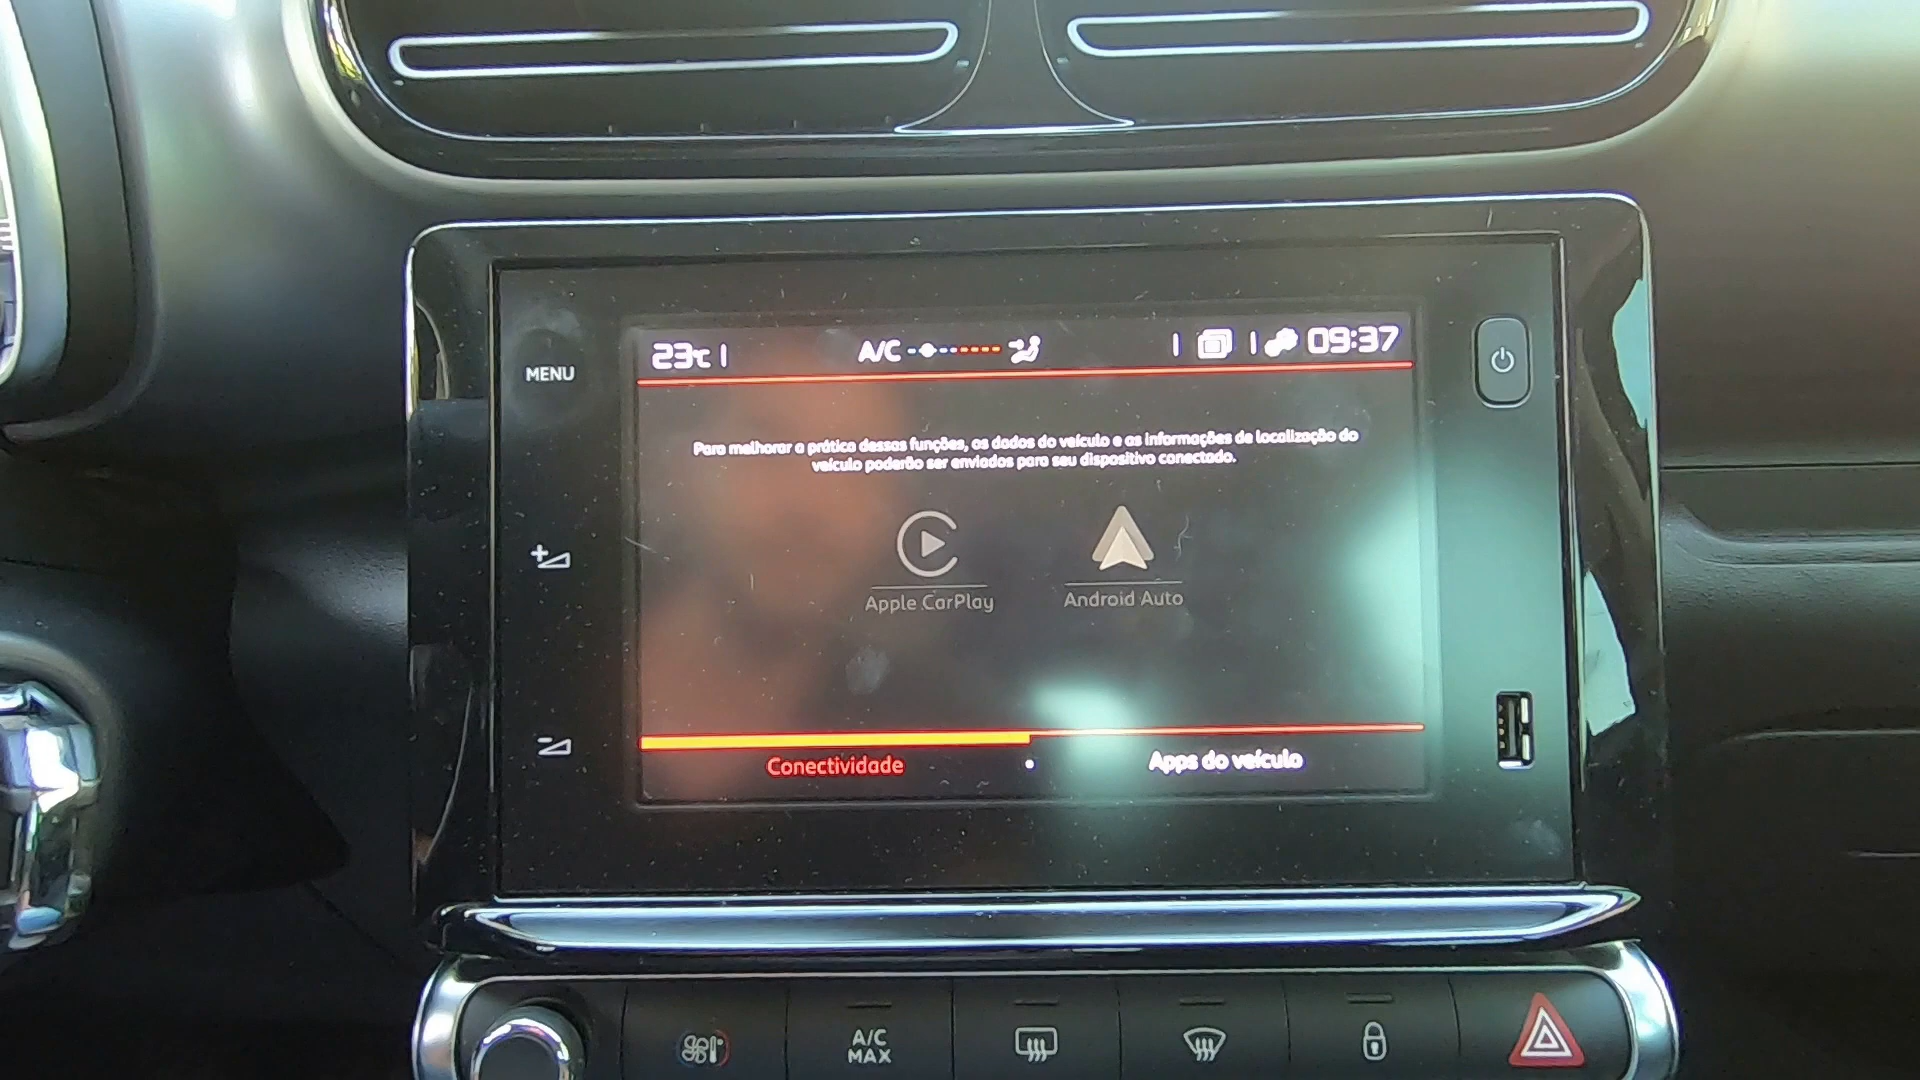 23°C
A/C
09:37
MENU
Para melhorar a prática dessas funções, os dados do veículo e as informações de localização do
veículo poderão ser enviados para seu dispositivo conectado.
Apple CarPlay
Android Auto
Conectividade
Apps do veículo
A/C
MAX